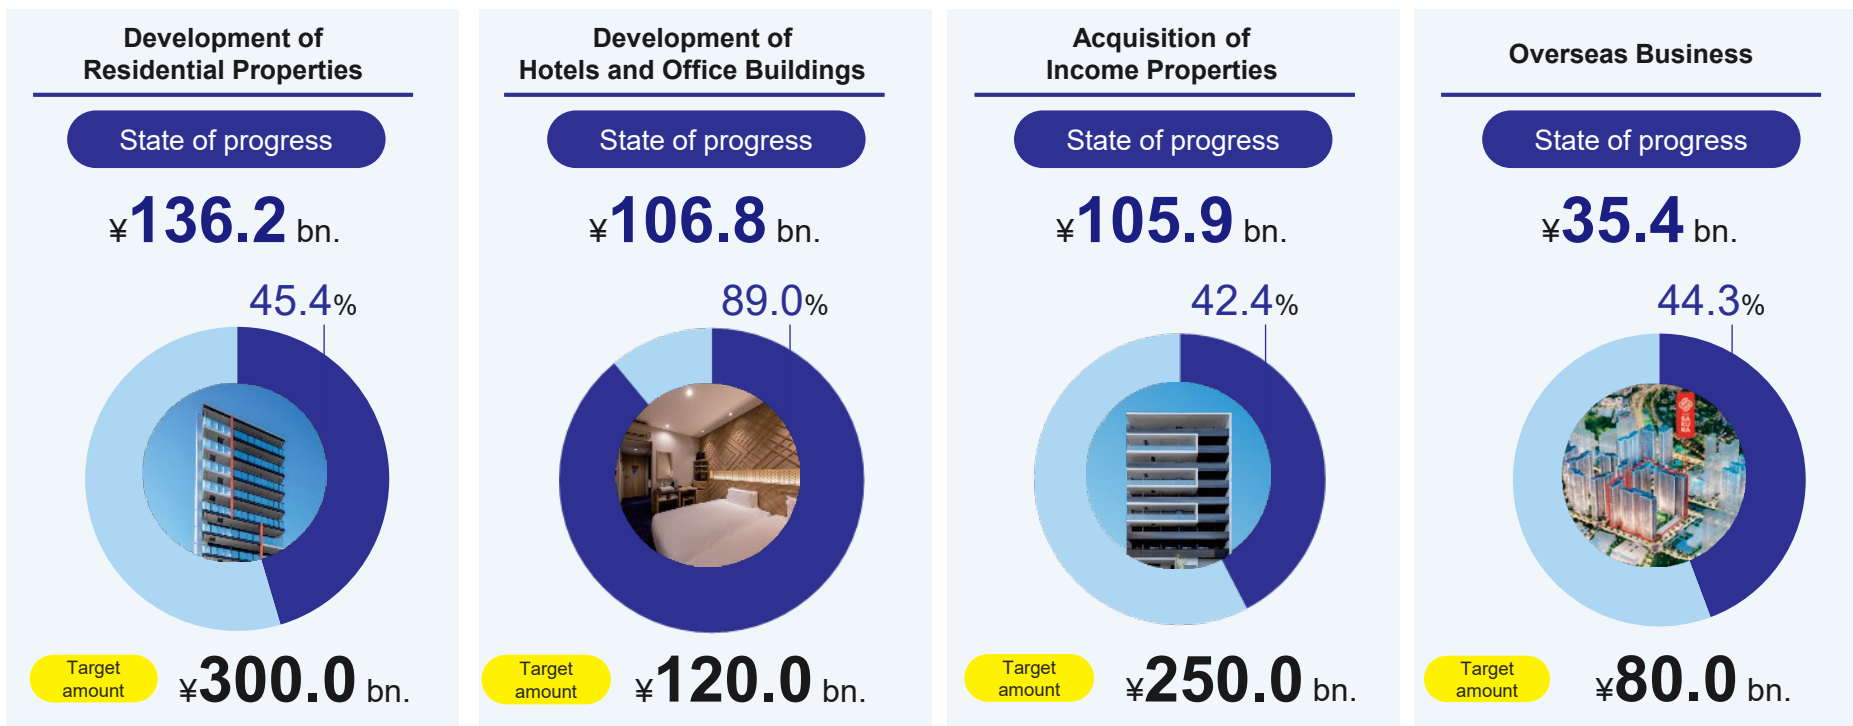 Development of
Residential Properties
State of progress
¥136.2 bn.
45.4%
Target
amount
¥300.0 bn.
Development of
Hotels and Office Buildings
State of progress
¥106.8 bn.
89.0%
Target
amount
¥120.0 bn.
Acquisition of
Income Properties
State of progress
¥105.9 bn.
42.4%
Target
amount
¥250.0 bn.
Overseas Business
State of progress
¥35.4 bn.
44.3%
SA
KU
RA
Target
amount
¥80.0 bn.